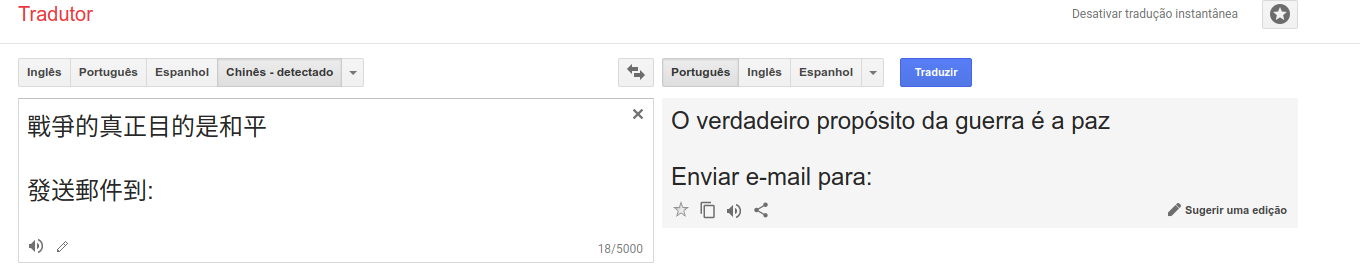 Tradutor
Desativar tradução instantânea
Inglês Português Espanhol Chinês - detectado
Português Inglês Espanhol Traduzir
戰爭的真正目的是和平
發送郵件到:
18/5000
O verdadeiro propósito da guerra é a paz
Enviar e-mail para:
Sugerir uma edição